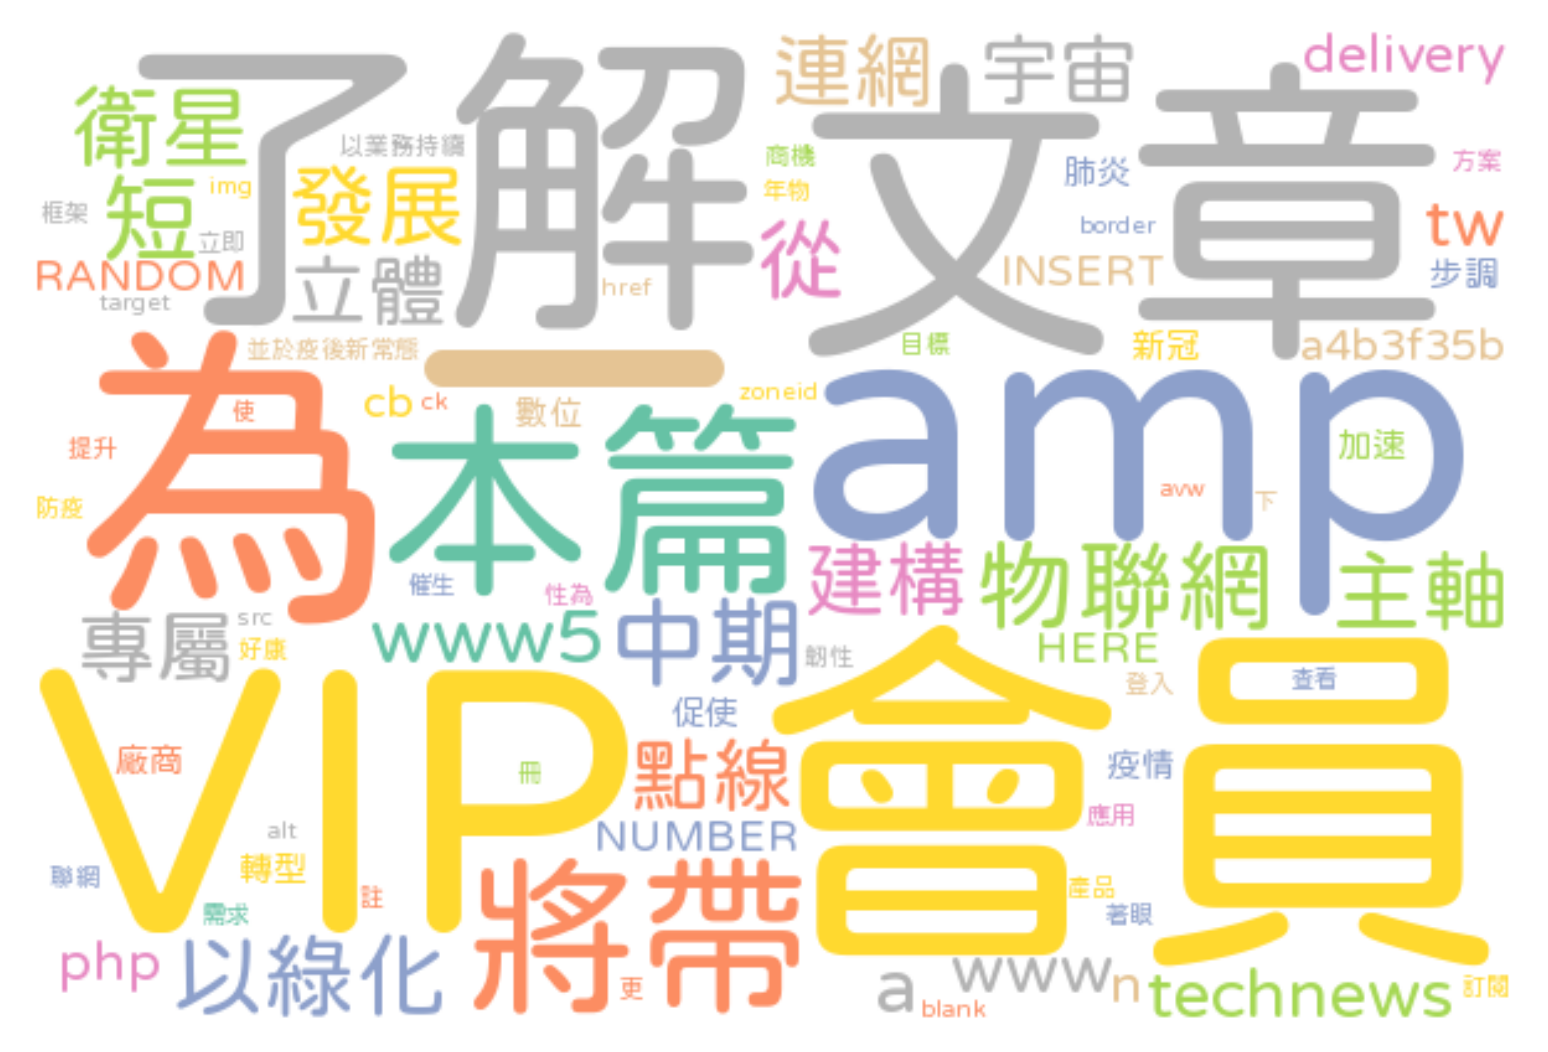 了解
文章
連網
宇宙
delivery
衛星
以業務持續
商機
肺炎
方案
短
img
發展
年物
框架
立即
從
border
tw
RANDOM
立體
href
INSERT
步調
target
並於疫後新常態
一
目標
新冠
a4b3f35b
為
使
cb
ck
數位
zoneid
amp
提升
本篇
加速
防疫
avw
下
催生
性為
建構
物聯網
主軸
專屬
src
好康
www5
中期
韌性
HERE
VIP
會員
促使
登入
查看
廠商
冊
點線
疫情
alt
NUMBER
應用
聯網
轉型
註
將帶
產品
需求
著眼
php
以綠化
更
a
www
n
technews
訂閱
blank